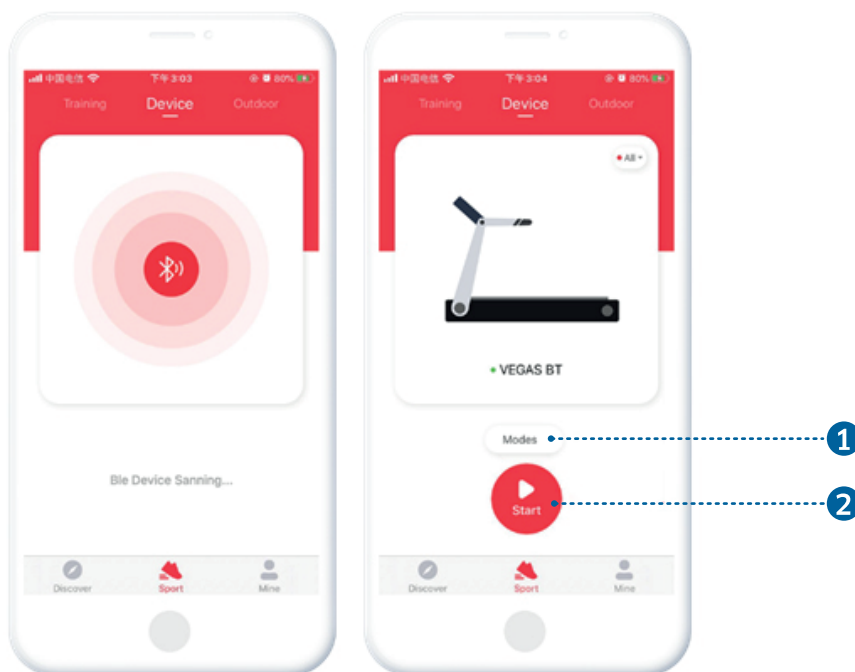 中国电信 下午3:03 80%
Training Device Outdoor
Ble Device Sanning...
Discover Sport Mine
中国电信 下午3:04 80%
Training Device Outdoor
All
VEGAS BT
Modes
Start
Discover Sport Mine
1
2